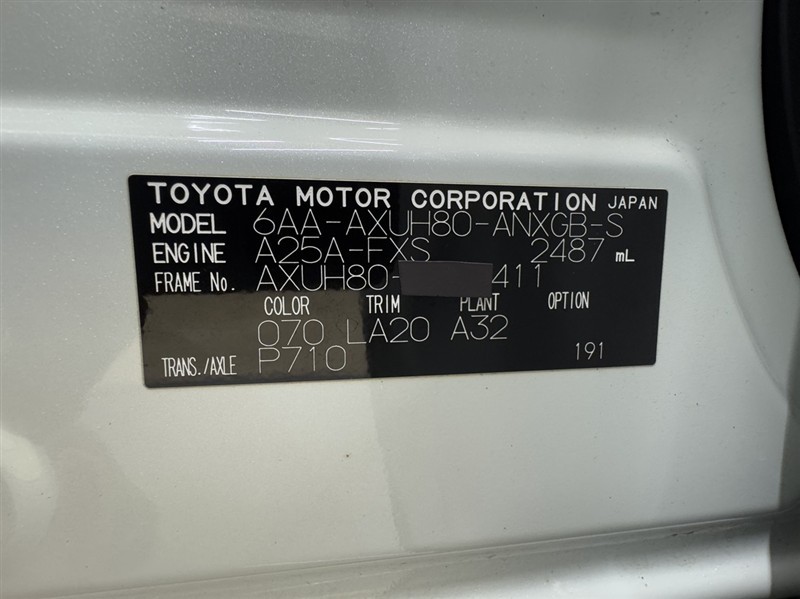 TOYOTA MOTOR CORPORATION JAPAN
MODEL 6AA-AXUH80-ANXGB-S
ENGINE A25A-FXS 2487 mL
FRAME No. AXUH80- 411
COLOR TRIM PLANT OPTION
070 LA20 A32
TRANS./AXLE P710 191